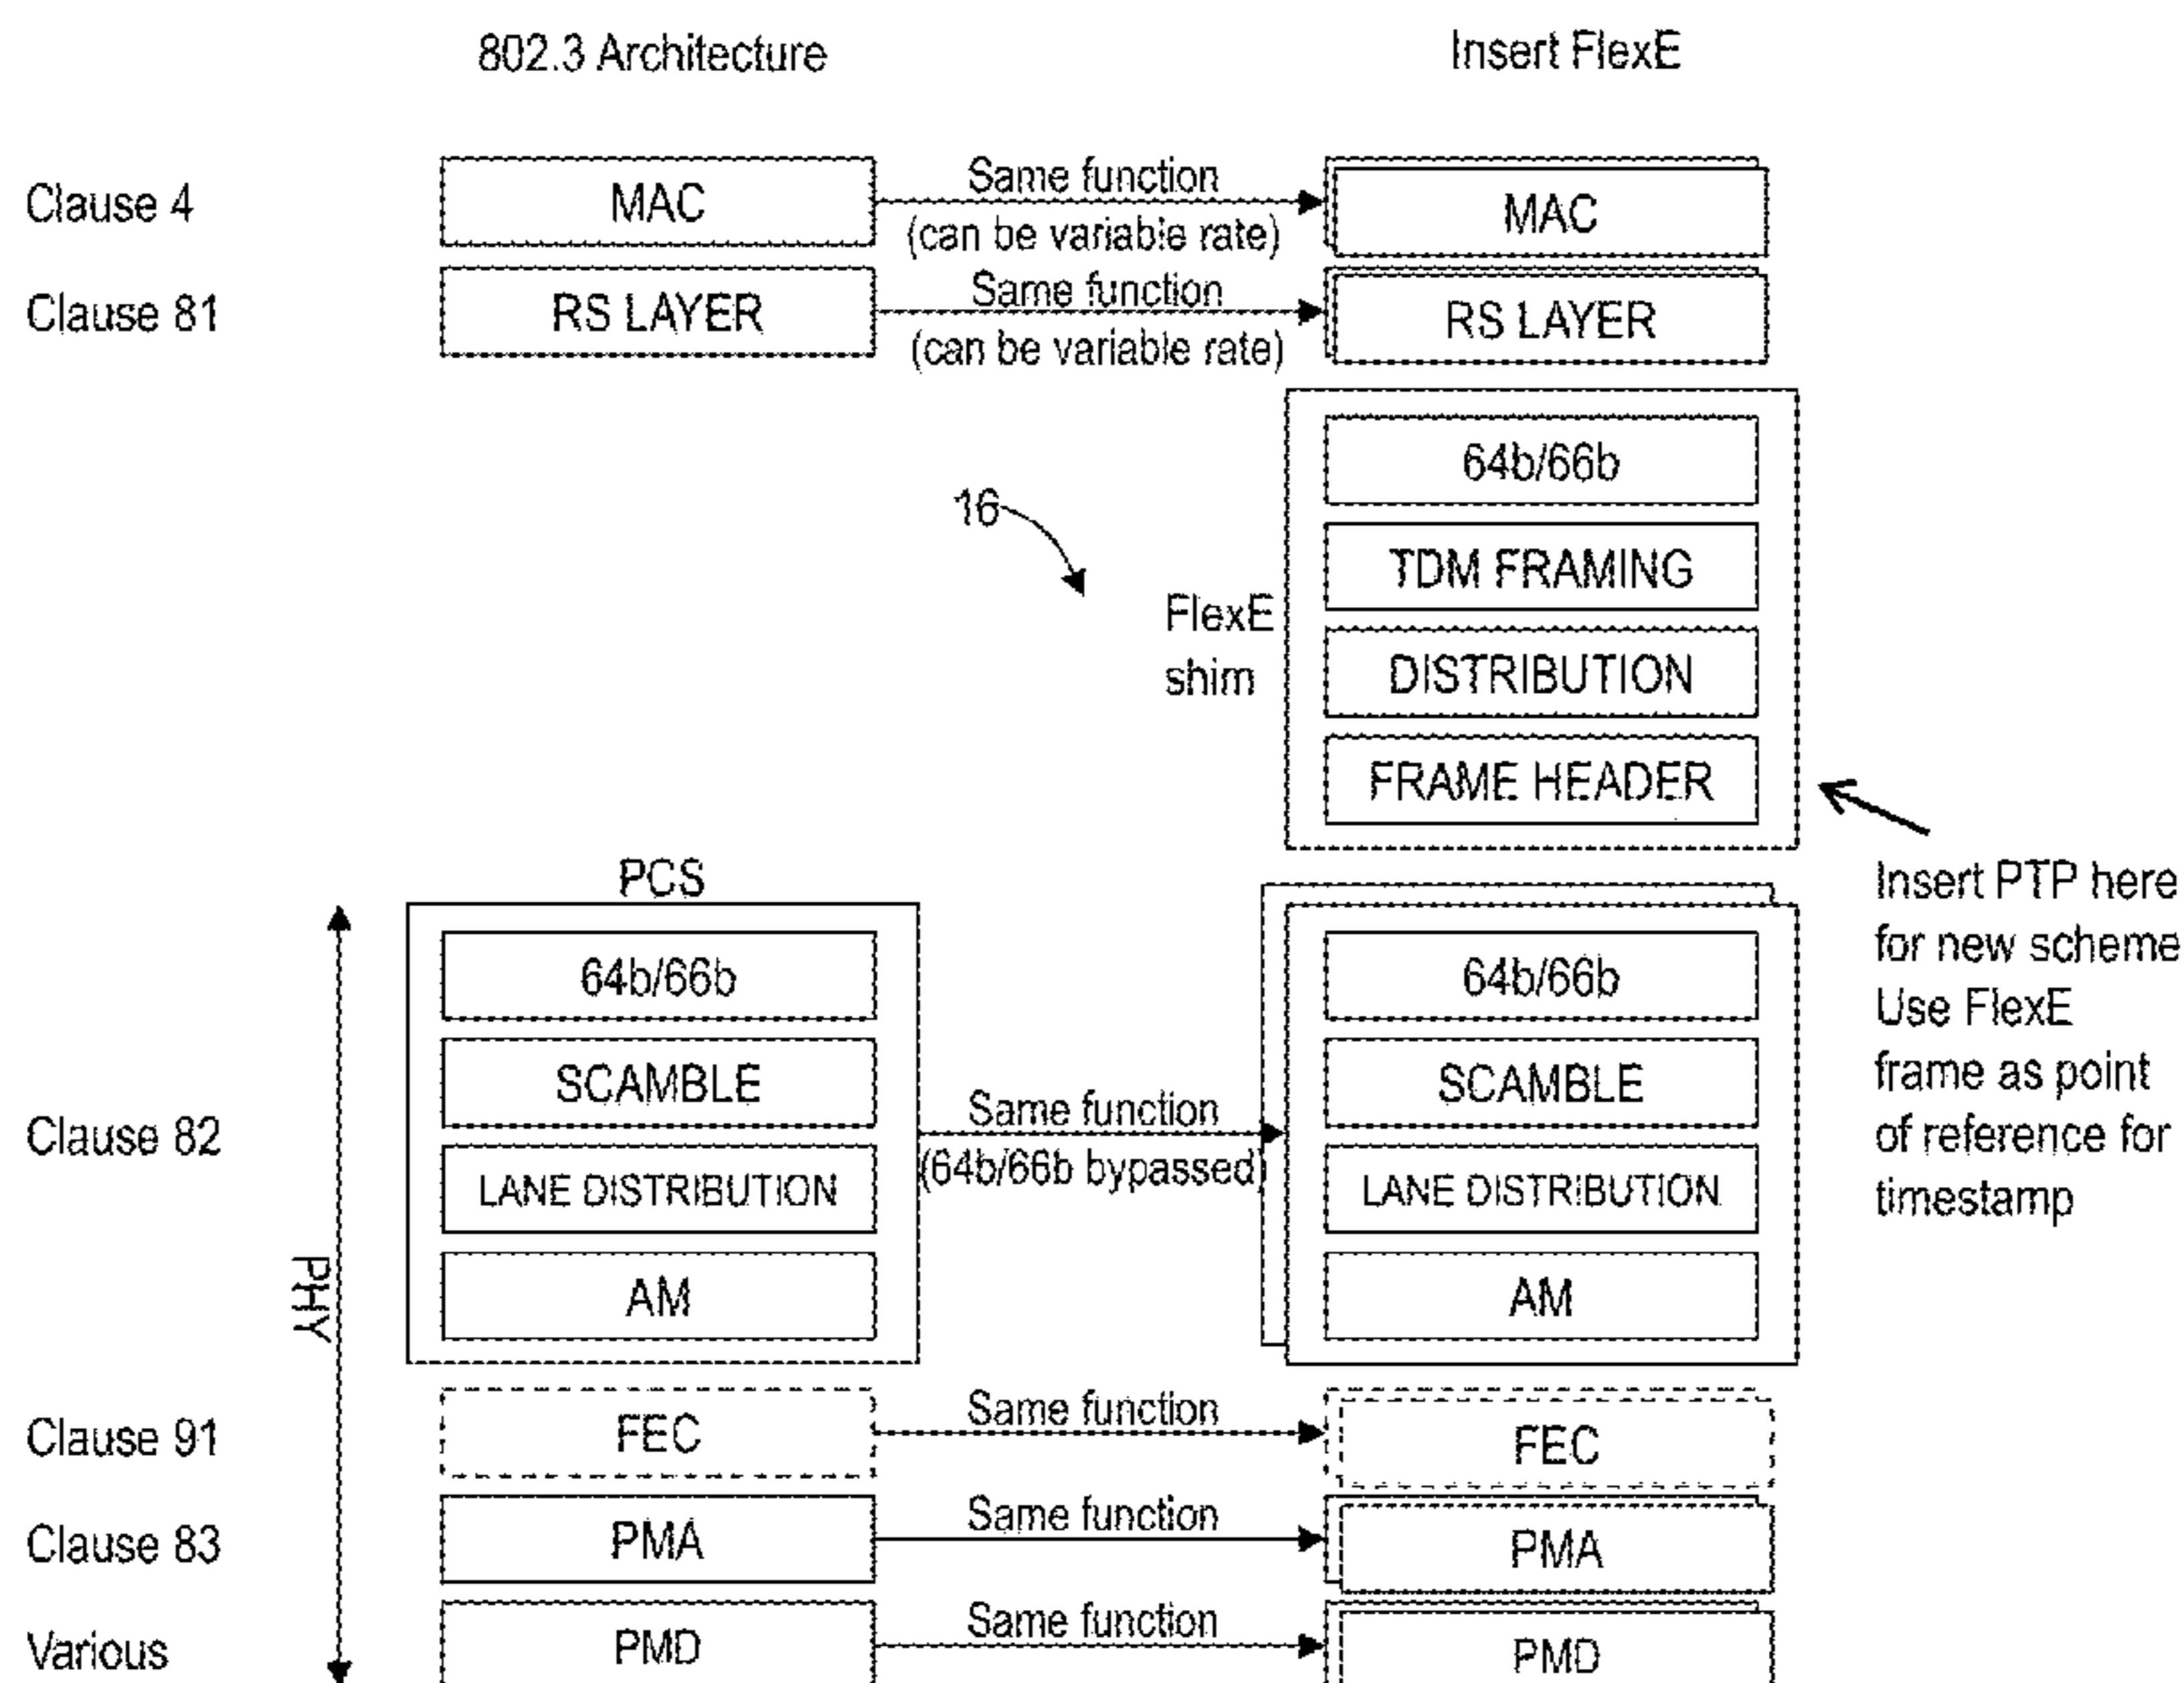 802.3 Architecture
Insert FlexE
Clause 4
MAC
Same function
(can be variable rate)
MAC
Clause 81
RS LAYER
Same function
(can be variable rate)
RS LAYER
16
FlexE
shim
64b/66b
TDM FRAMING
DISTRIBUTION
FRAME HEADER
Insert PTP here
for new scheme
Use FlexE
frame as point
of reference for
timestamp
PHY
PCS
Clause 82
64b/66b
SCAMBLE
LANE DISTRIBUTION
AM
Same function
(64b/66b bypassed)
64b/66b
SCAMBLE
LANE DISTRIBUTION
AM
Clause 91
FEC
Same function
FEC
Clause 83
PMA
Same function
PMA
Various
PMD
Same function
PMD